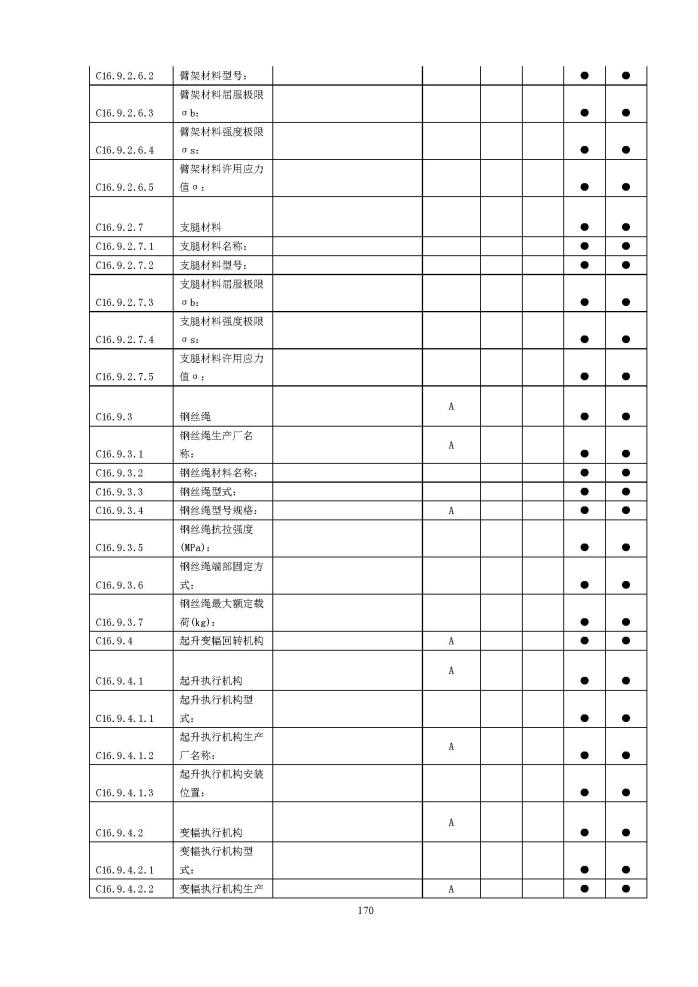 C16.9.2.6.2 臂架材料型号： ● ●
臂架材料屈服极限
C16.9.2.6.3 σb： ● ●
臂架材料强度极限
C16.9.2.6.4 σs： ● ●
臂架材料许用应力
C16.9.2.6.5 值σ： ● ●
C16.9.2.7 支腿材料 ● ●
C16.9.2.7.1 支腿材料名称： ● ●
C16.9.2.7.2 支腿材料型号： ● ●
支腿材料屈服极限
C16.9.2.7.3 σb： ● ●
支腿材料强度极限
C16.9.2.7.4 σs： ● ●
支腿材料许用应力
C16.9.2.7.5 值σ： ● ●
C16.9.3 钢丝绳 A ● ●
钢丝绳生产厂名
C16.9.3.1 称： A ● ●
C16.9.3.2 钢丝绳材料名称： ● ●
C16.9.3.3 钢丝绳型式： ● ●
C16.9.3.4 钢丝绳型号规格： A ● ●
钢丝绳抗拉强度
C16.9.3.5 (MPa)： ● ●
钢丝绳端部固定方
C16.9.3.6 式： ● ●
钢丝绳最大额定载
C16.9.3.7 荷(kg)： ● ●
C16.9.4 起升变幅回转机构 A ● ●
C16.9.4.1 起升执行机构 A ● ●
起升执行机构型
C16.9.4.1.1 式： ● ●
起升执行机构生产
C16.9.4.1.2 厂名称： A ● ●
起升执行机构安装
C16.9.4.1.3 位置： ● ●
C16.9.4.2 变幅执行机构 A ● ●
变幅执行机构型
C16.9.4.2.1 式： ● ●
C16.9.4.2.2 变幅执行机构生产 A ● ●
170